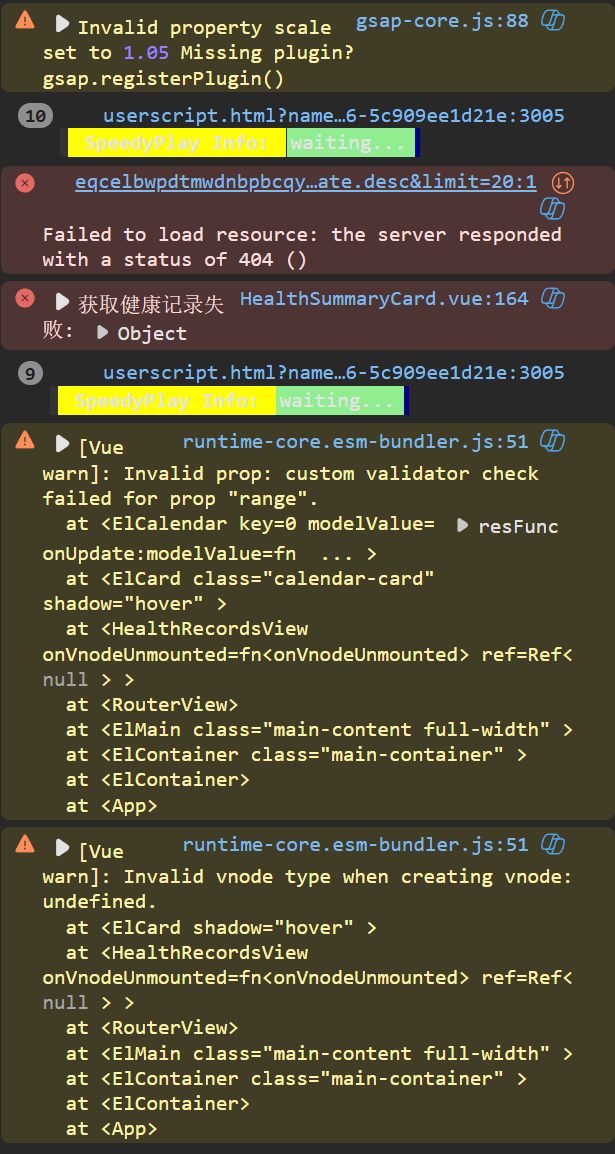 Invalid property scale gsap-core.js:88
set to 1.05 Missing plugin?
gsap.registerPlugin()
10 userscript.html?name…6-5c909ee1d21e:3005
SpeedyPlay Info: waiting...
eqcelbwpdtmwdnbpbcqy…ate.desc&limit=20:1
Failed to load resource: the server responded
with a status of 404 ()
获取健康记录失 HealthSummaryCard.vue:164
败: Object
9 userscript.html?name…6-5c909ee1d21e:3005
SpeedyPlay Info: waiting...
[Vue runtime-core.esm-bundler.js:51
warn]: Invalid prop: custom validator check
failed for prop "range".
at <ElCalendar key=0 modelValue= resFunc
onUpdate:modelValue=fn ... >
at <ElCard class="calendar-card"
shadow="hover" >
at <HealthRecordsView
onVnodeUnmounted=fn<onVnodeUnmounted> ref=Ref<
null > >
at <RouterView>
at <ElMain class="main-content full-width" >
at <ElContainer class="main-container" >
at <ElContainer>
at <App>
[Vue runtime-core.esm-bundler.js:51
warn]: Invalid vnode type when creating vnode:
undefined.
at <ElCard shadow="hover" >
at <HealthRecordsView
onVnodeUnmounted=fn<onVnodeUnmounted> ref=Ref<
null > >
at <RouterView>
at <ElMain class="main-content full-width" >
at <ElContainer class="main-container" >
at <ElContainer>
at <App>